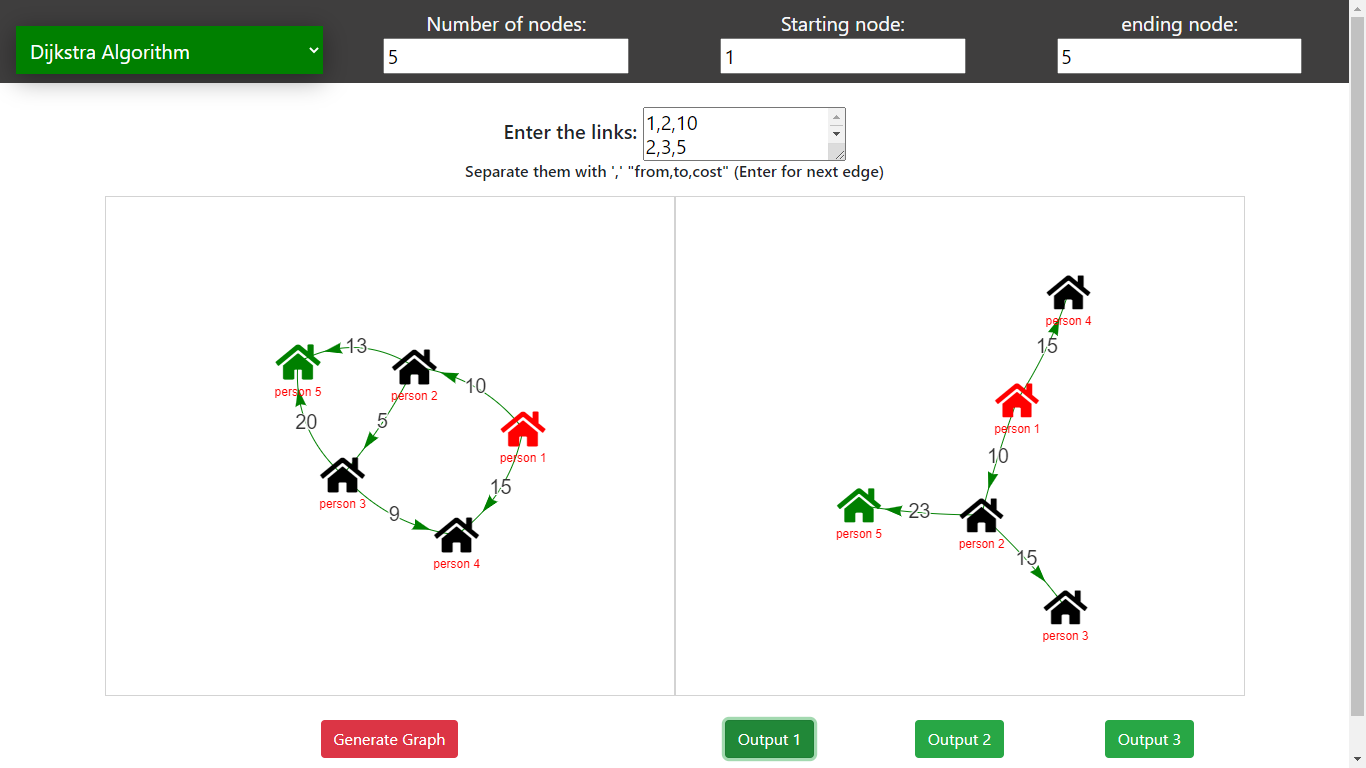 Dijkstra Algorithm
Number of nodes:
5
Starting node:
1
ending node:
5
Enter the links:
1,2,10
2,3,5
Separate them with ',' "from,to,cost" (Enter for next edge)
13
person 5
person 2
10
20
5
person 1
person 3
15
9
person 4
person 4
15
person 1
10
23
person 5
person 2
15
person 3
Generate Graph
Output 1
Output 2
Output 3